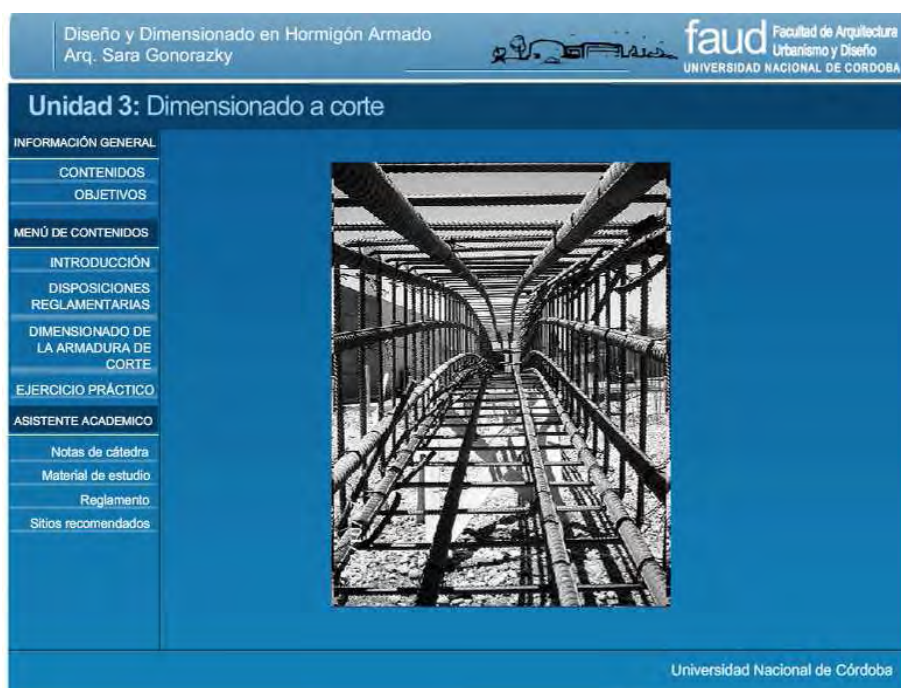 Diseño y Dimensionado en Hormigón Armado
Arq. Sara Gonorazky
faud
Facultad de Arquitectura
Urbanismo y Diseño
UNIVERSIDAD NACIONAL DE CORDOBA
Unidad 3: Dimensionado a corte
INFORMACIÓN GENERAL
CONTENIDOS
OBJETIVOS
MENÚ DE CONTENIDOS
INTRODUCCIÓN
DISPOSICIONES
REGLAMENTARIAS
DIMENSIONADO DE
LA ARMADURA DE
CORTE
EJERCICIO PRÁCTICO
ASISTENTE ACADEMICO
Notas de cátedra
Material de estudio
Reglamento
Sitios recomendados
Universidad Nacional de Córdoba